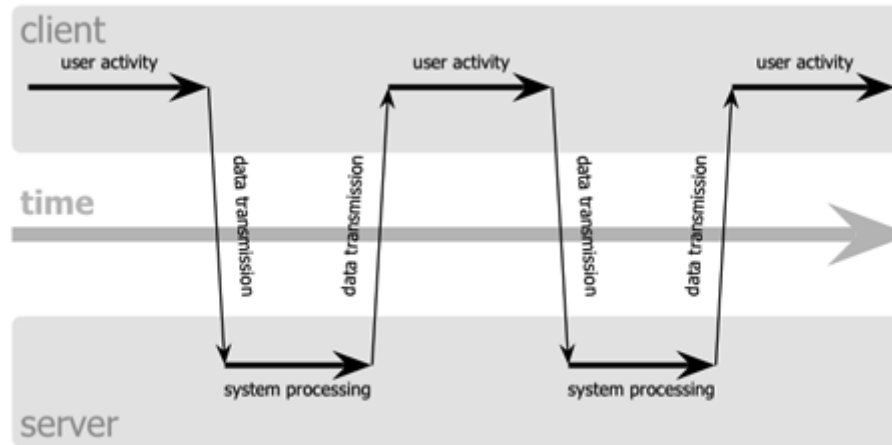 client
user activity
user activity
user activity
data transmission
data transmission
data transmission
data transmission
time
system processing
system processing
server